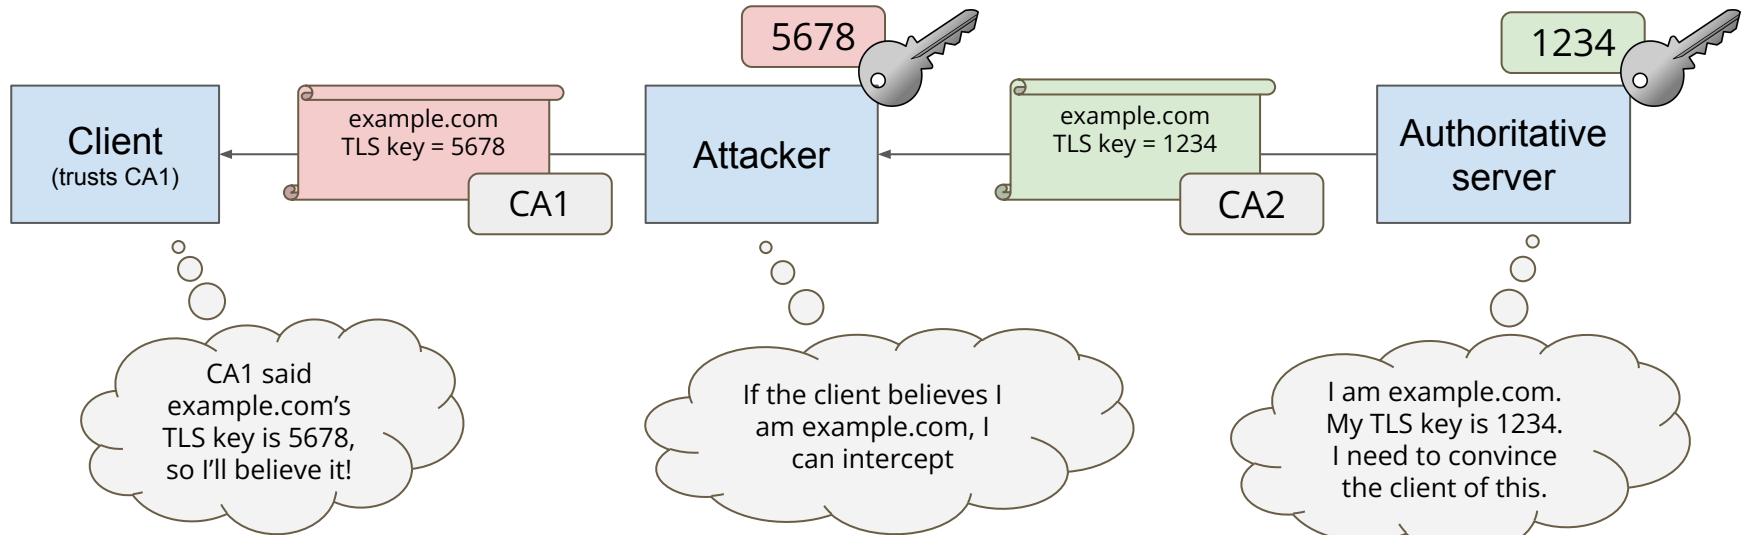 5678
1234
Client
(trusts CA1)
example.com
TLS key = 5678
CA1
Attacker
example.com
TLS key = 1234
CA2
Authoritative
server
CA1 said
example.com’s
TLS key is 5678,
so I’ll believe it!
If the client believes I
am example.com, I
can intercept
I am example.com.
My TLS key is 1234.
I need to convince
the client of this.